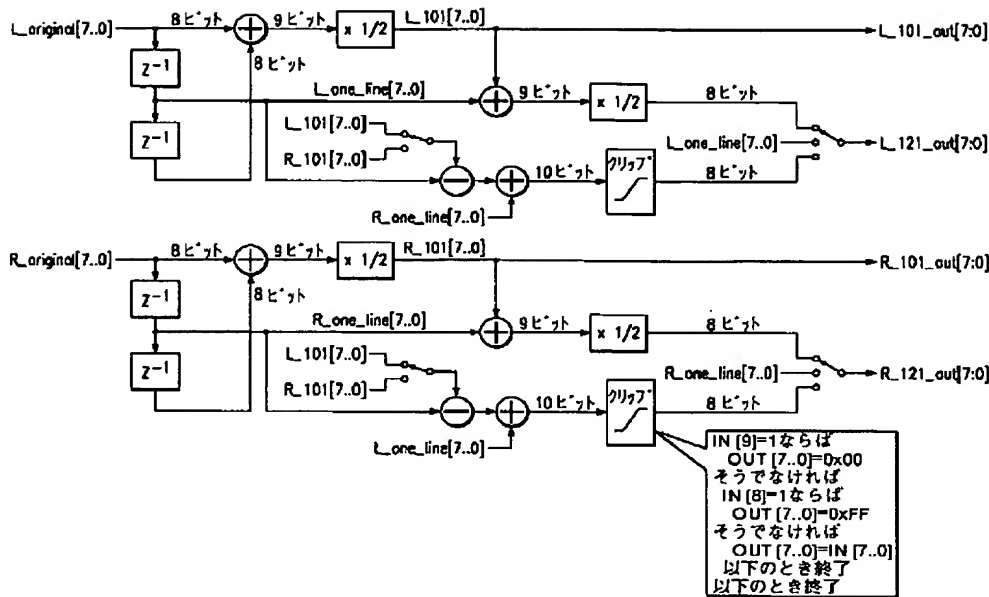 L_original[7..0]
8ビット
9ビット
x 1/2
L_101[7..0]
L_101_out[7:0]
Z-1
8ビット
L_one_line[7..0]
9ビット
x 1/2
8ビット
Z-1
L_101[7..0]
R_101[7..0]
L_one_line[7..0]
L_121_out[7:0]
10ビット
クリップ
8ビット
R_one_line[7..0]
R_original[7..0]
8ビット
9ビット
x 1/2
R_101[7..0]
R_101_out[7:0]
Z-1
8ビット
R_one_line[7..0]
9ビット
x 1/2
8ビット
Z-1
L_101[7..0]
R_101[7..0]
R_one_line[7..0]
R_121_out[7:0]
10ビット
クリップ
8ビット
L_one_line[7..0]
IN [9]=1ならば
OUT [7..0]=0x00
そうでなければ
IN [8]=1ならば
OUT [7..0]=0xFF
そうでなければ
OUT [7..0]=IN [7..0]
以下のとき終了
以下のとき終了